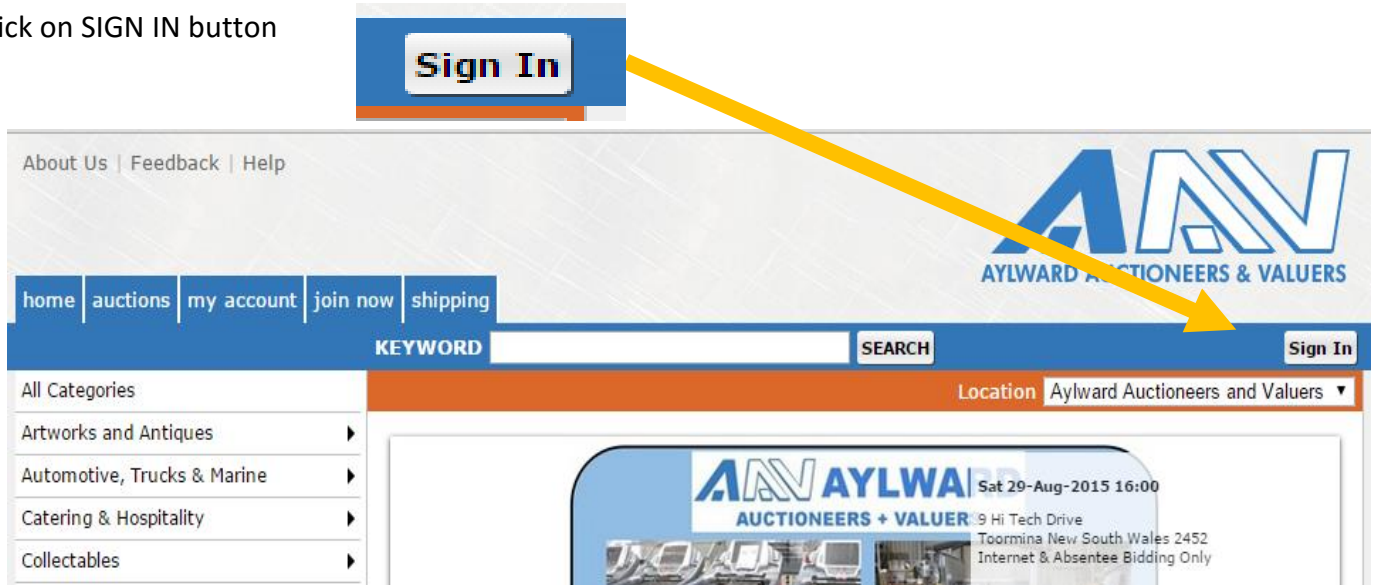 ick on SIGN IN button
Sign In
About Us | Feedback | Help
AYLWARD AUCTIONEERS & VALUERS
home auctions my account join now shipping
KEYWORD SEARCH Sign In
All Categories
Location Aylward Auctioneers and Valuers
Artworks and Antiques
Automotive, Trucks & Marine
Catering & Hospitality
Collectables
AYLWARD
AUCTIONEERS + VALUERS
Sat 29-Aug-2015 16:00
9 Hi Tech Drive
Toormina New South Wales 2452
Internet & Absentee Bidding Only